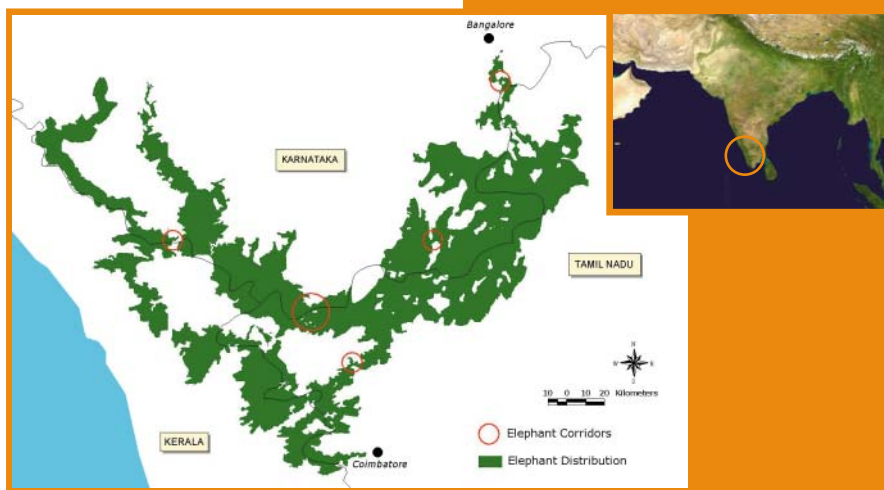 Bangalore
KARNATAKA
TAMIL NADU
N
W E
S
10 0 10 20 Kilometers
KERALA
Coimbatore
Elephant Corridors
Elephant Distribution